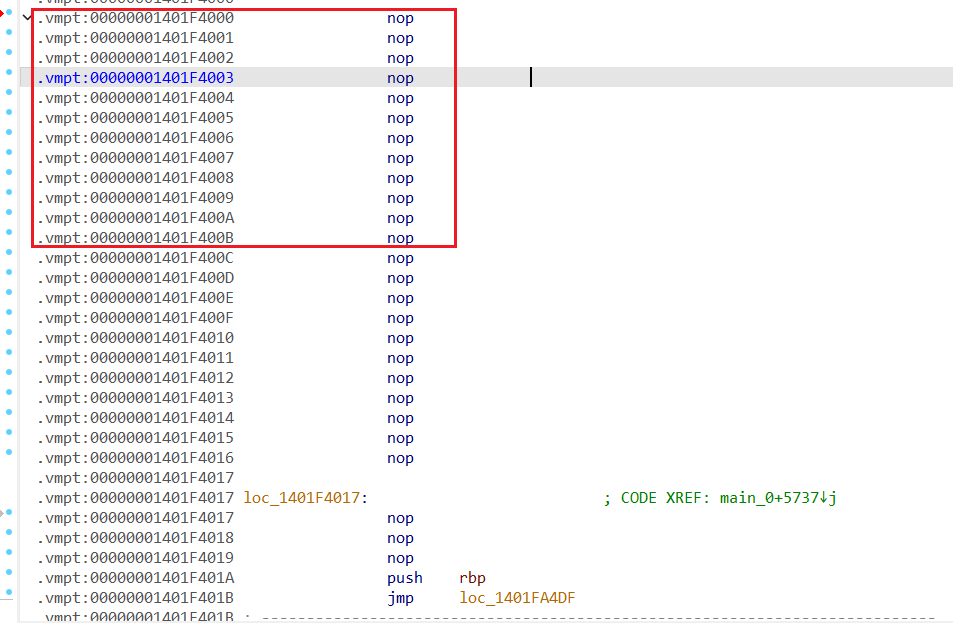 .vmpt:00000001401F4000 nop
.vmpt:00000001401F4001 nop
.vmpt:00000001401F4002 nop
.vmpt:00000001401F4003 nop
.vmpt:00000001401F4004 nop
.vmpt:00000001401F4005 nop
.vmpt:00000001401F4006 nop
.vmpt:00000001401F4007 nop
.vmpt:00000001401F4008 nop
.vmpt:00000001401F4009 nop
.vmpt:00000001401F400A nop
.vmpt:00000001401F400B nop
.vmpt:00000001401F400C nop
.vmpt:00000001401F400D nop
.vmpt:00000001401F400E nop
.vmpt:00000001401F400F nop
.vmpt:00000001401F4010 nop
.vmpt:00000001401F4011 nop
.vmpt:00000001401F4012 nop
.vmpt:00000001401F4013 nop
.vmpt:00000001401F4014 nop
.vmpt:00000001401F4015 nop
.vmpt:00000001401F4016 nop
.vmpt:00000001401F4017
.vmpt:00000001401F4017 loc_1401F4017: ; CODE XREF: main_0+5737↓j
.vmpt:00000001401F4017 nop
.vmpt:00000001401F4018 nop
.vmpt:00000001401F4019 nop
.vmpt:00000001401F401A push rbp
.vmpt:00000001401F401B jmp loc_1401FA4DF
.vmpt:00000001401F401B ; ---------------------------------------------------------------------------